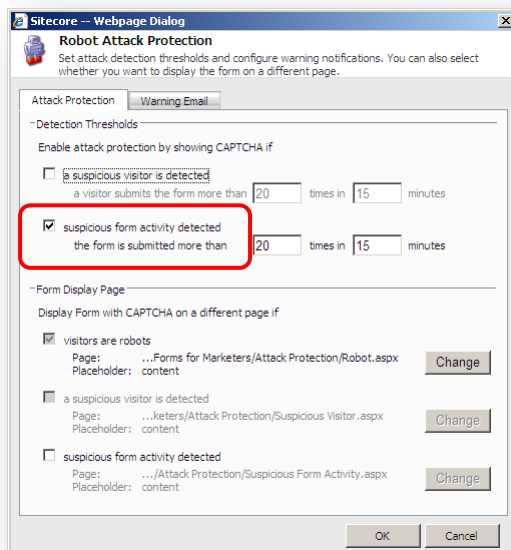 Sitecore -- Webpage Dialog
Robot Attack Protection
Set attack detection thresholds and configure warning notifications. You can also select
whether you want to display the form on a different page.
Attack Protection Warning Email
Detection Thresholds
Enable attack protection by showing CAPTCHA if
a suspicious visitor is detected
a visitor submits the form more than 20 times in 15 minutes
suspicious form activity detected
the form is submitted more than 20 times in 15 minutes
Form Display Page
Display Form with CAPTCHA on a different page if
visitors are robots
Page: ...Forms for Marketers/Attack Protection/Robot.aspx
Placeholder: content
Change
a suspicious visitor is detected
Page: ...keters/Attack Protection/Suspicious Visitor.aspx
Placeholder: content
Change
suspicious form activity detected
Page: .../Attack Protection/Suspicious Form Activity.aspx
Placeholder: content
Change
OK Cancel